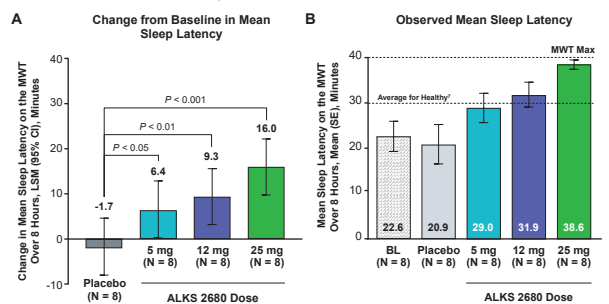 A
Change from Baseline in Mean
Sleep Latency
Change in Mean Sleep Latency on the MWT
Over 8 Hours, LSM (95% CI), Minutes
40
30
20
10
0
-10
P < 0.001
P < 0.01
P < 0.05
-1.7
6.4
9.3
16.0
Placebo
(N = 8)
5 mg
(N = 8)
12 mg
(N = 8)
25 mg
(N = 8)
ALKS 2680 Dose
B
Observed Mean Sleep Latency
Mean Sleep Latency on the MWT
Over 8 Hours, Mean (SE), Minutes
40
30
20
10
0
MWT Max
Average for Healthy⁷
22.6
20.9
29.0
31.9
38.6
BL
(N = 8)
Placebo
(N = 8)
5 mg
(N = 8)
12 mg
(N = 8)
25 mg
(N = 8)
ALKS 2680 Dose